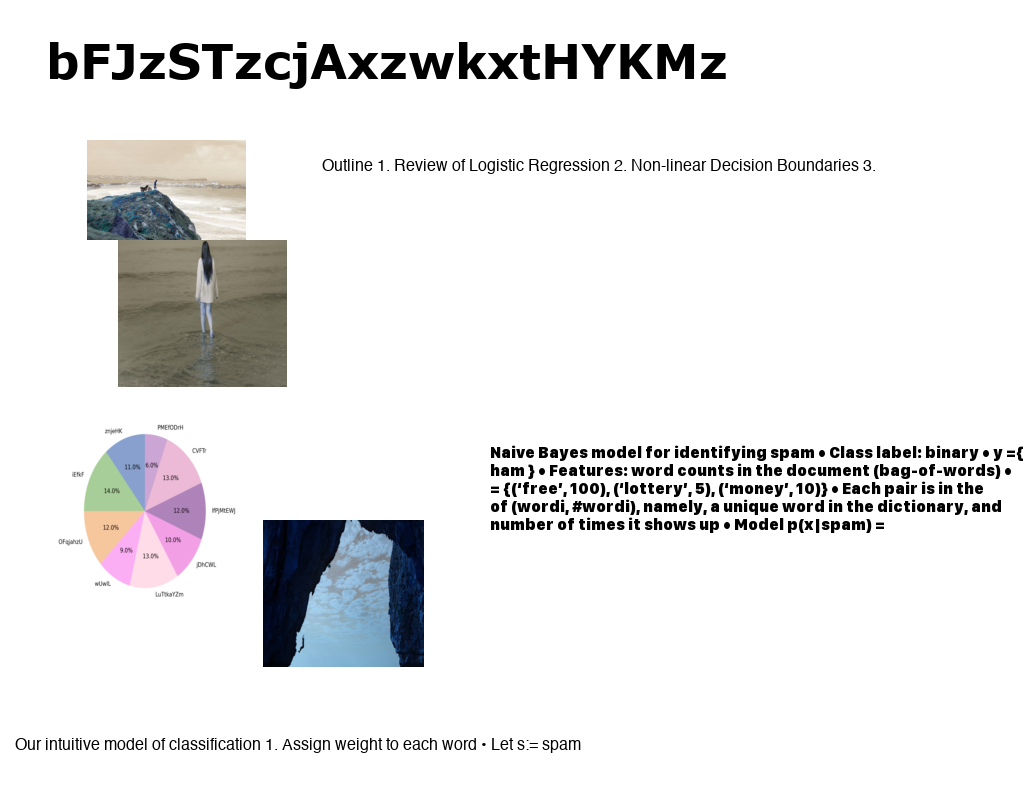 bFJzSTzcjAxzwkxtHYKMz
Outline 1. Review of Logistic Regression 2. Non-linear Decision Boundaries 3.
PMEfODrH
znjeHK
CVFTr
6.0%
11.0%
13.0%
iEfkF
14.0%
12.0%
IfPjMtEWj
12.0%
10.0%
OFqjahzU
9.0%
13.0%
jDhCWL
wUwIL
LuTtkaYZm
Naive Bayes model for identifying spam • Class label: binary • y ={
ham } • Features: word counts in the document (bag-of-words) •
= {(‘free’, 100), (‘lottery’, 5), (‘money’, 10)} • Each pair is in the
of (wordi, #wordi), namely, a unique word in the dictionary, and
number of times it shows up • Model p(x|spam) =
Our intuitive model of classification 1. Assign weight to each word • Let s:= spam